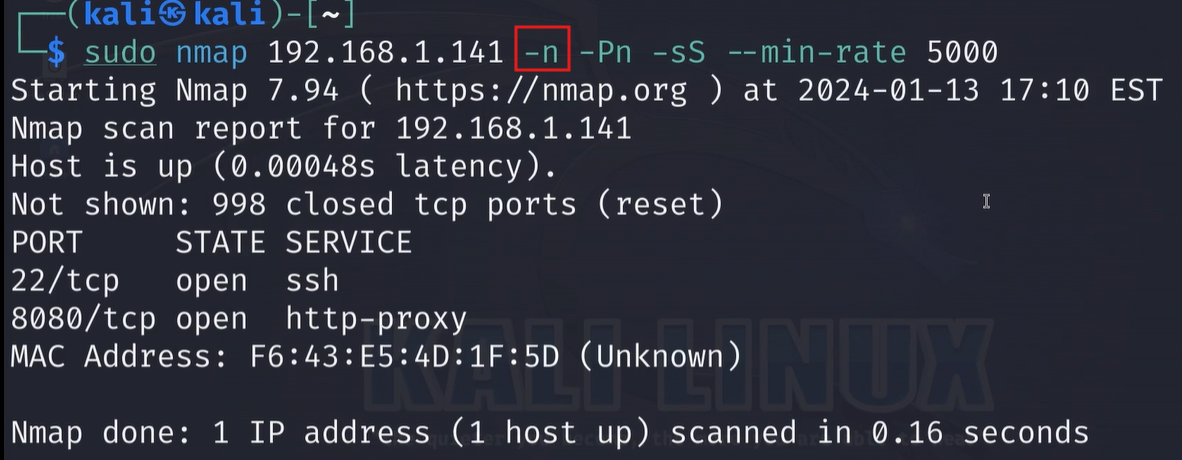 (kali㉿kali)-[~]
$ sudo nmap 192.168.1.141 -n -Pn -sS --min-rate 5000
Starting Nmap 7.94 ( https://nmap.org ) at 2024-01-13 17:10 EST
Nmap scan report for 192.168.1.141
Host is up (0.00048s latency).
Not shown: 998 closed tcp ports (reset)
PORT     STATE SERVICE
22/tcp   open  ssh
8080/tcp open  http-proxy
MAC Address: F6:43:E5:4D:1F:5D (Unknown)
KALI LINUX
Nmap done: 1 IP address (1 host up) scanned in 0.16 seconds